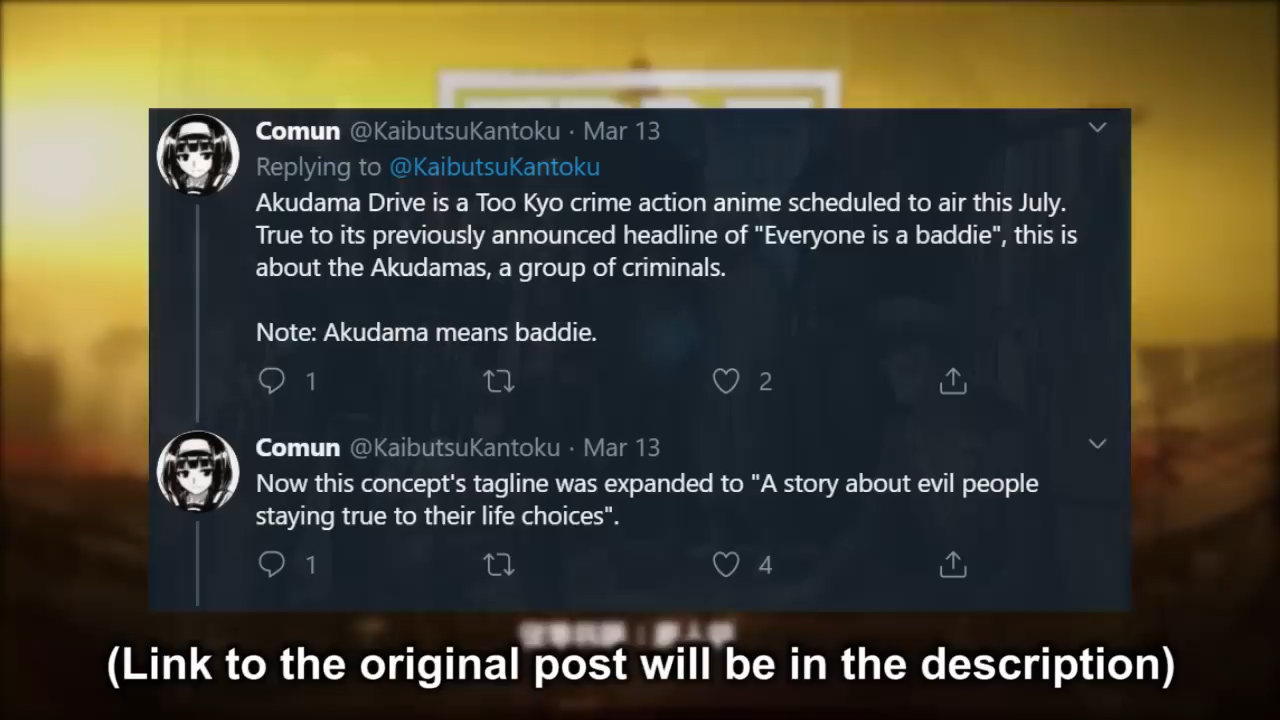 Comun @KaibutsuKantoku · Mar 13
Replying to @KaibutsuKantoku
Akudama Drive is a Too Kyo crime action anime scheduled to air this July.
True to its previously announced headline of "Everyone is a baddie", this is
about the Akudamas, a group of criminals.
Note: Akudama means baddie.
1 2
Comun @KaibutsuKantoku · Mar 13
Now this concept's tagline was expanded to "A story about evil people
staying true to their life choices".
1 4
(Link to the original post will be in the description)